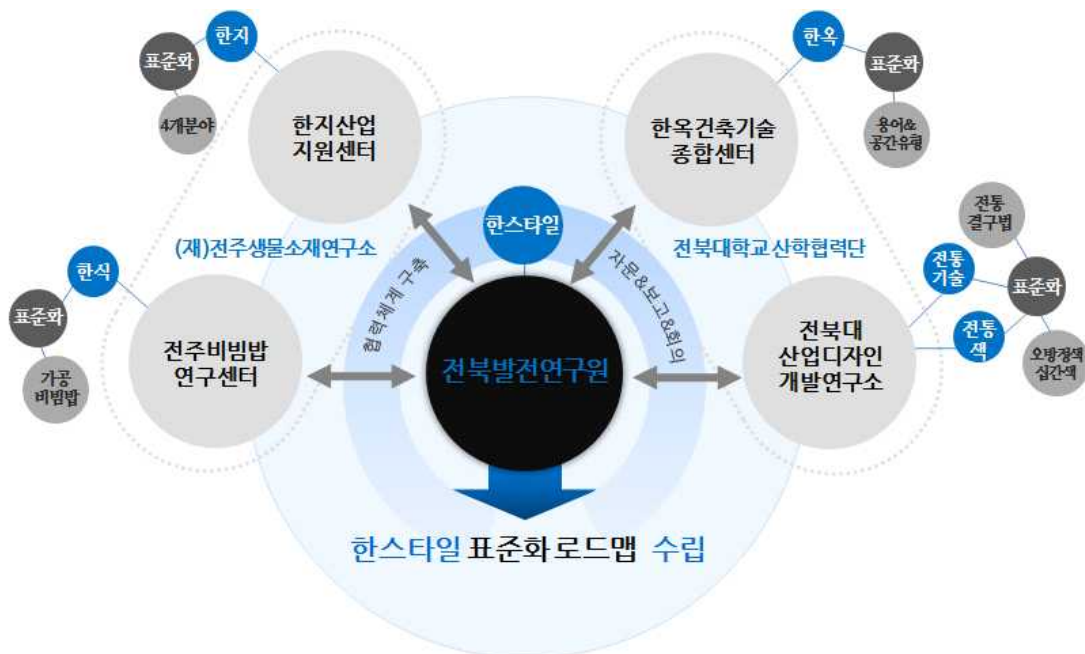 한지
표준화
4개분야
한지산업
지원센터
한옥
표준화
용어&
공간유형
한옥건축기술
종합센터
한스타일
(재)전주생물소재연구소
전북대학교 산학협력단
협력체계 구축
자문&보고&회의
한식
표준화
가공
비빔밥
전주비빔밥
연구센터
전북발전연구원
전북대
산업디자인
개발연구소
전통
결구법
전통
기술
표준화
전통
색
오방정색
십간색
한스타일 표준화 로드맵 수립